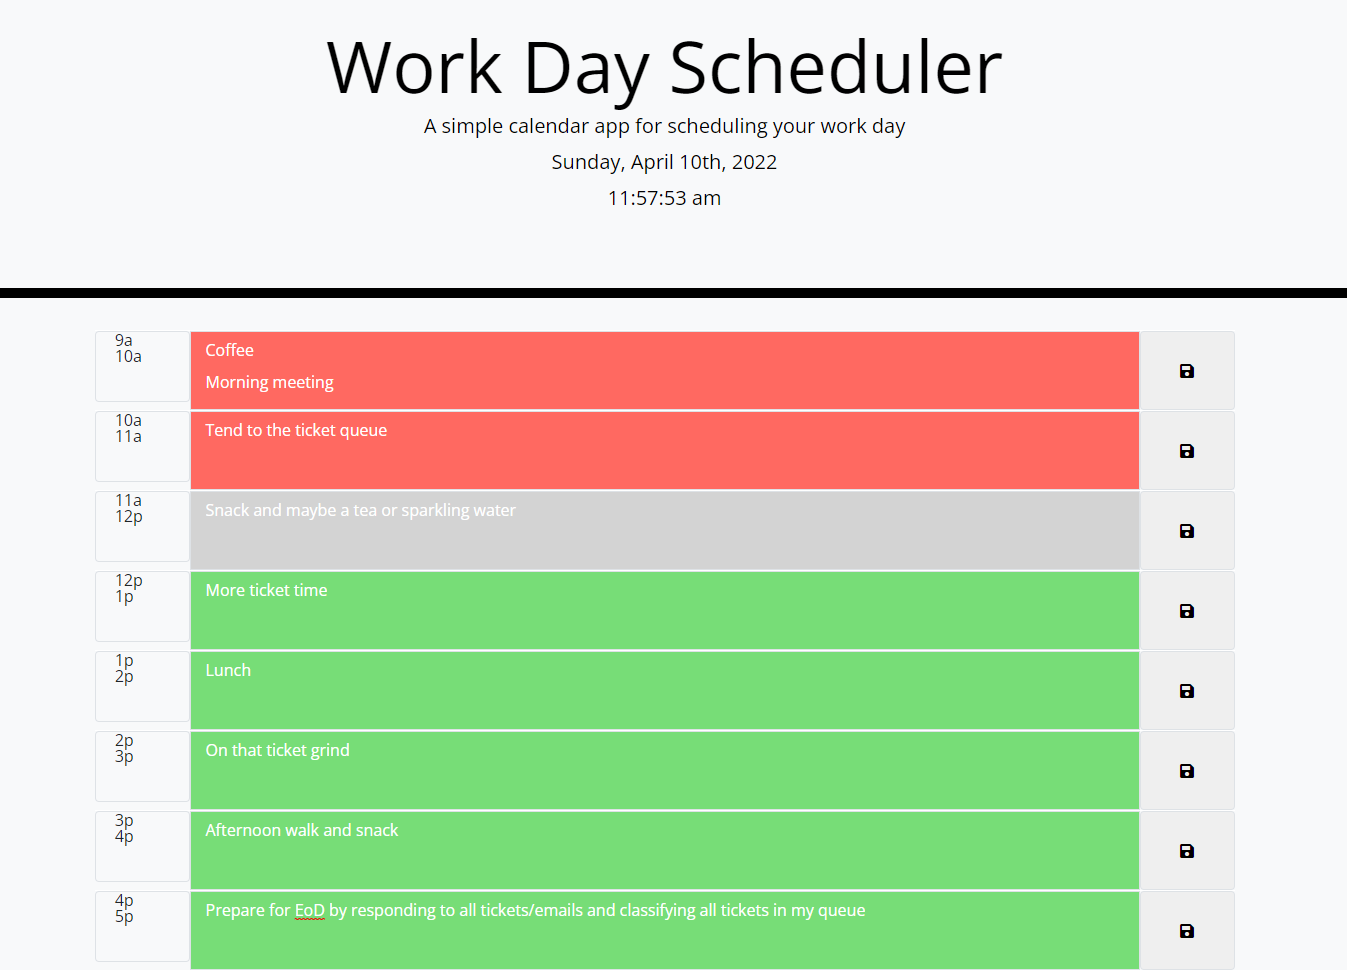 Work Day Scheduler
A simple calendar app for scheduling your work day
Sunday, April 10th, 2022
11:57:53 am
9a
10a
Coffee
Morning meeting
10a
11a
Tend to the ticket queue
11a
12p
Snack and maybe a tea or sparkling water
12p
1p
More ticket time
1p
2p
Lunch
2p
3p
On that ticket grind
3p
4p
Afternoon walk and snack
4p
5p
Prepare for EoD by responding to all tickets/emails and classifying all tickets in my queue